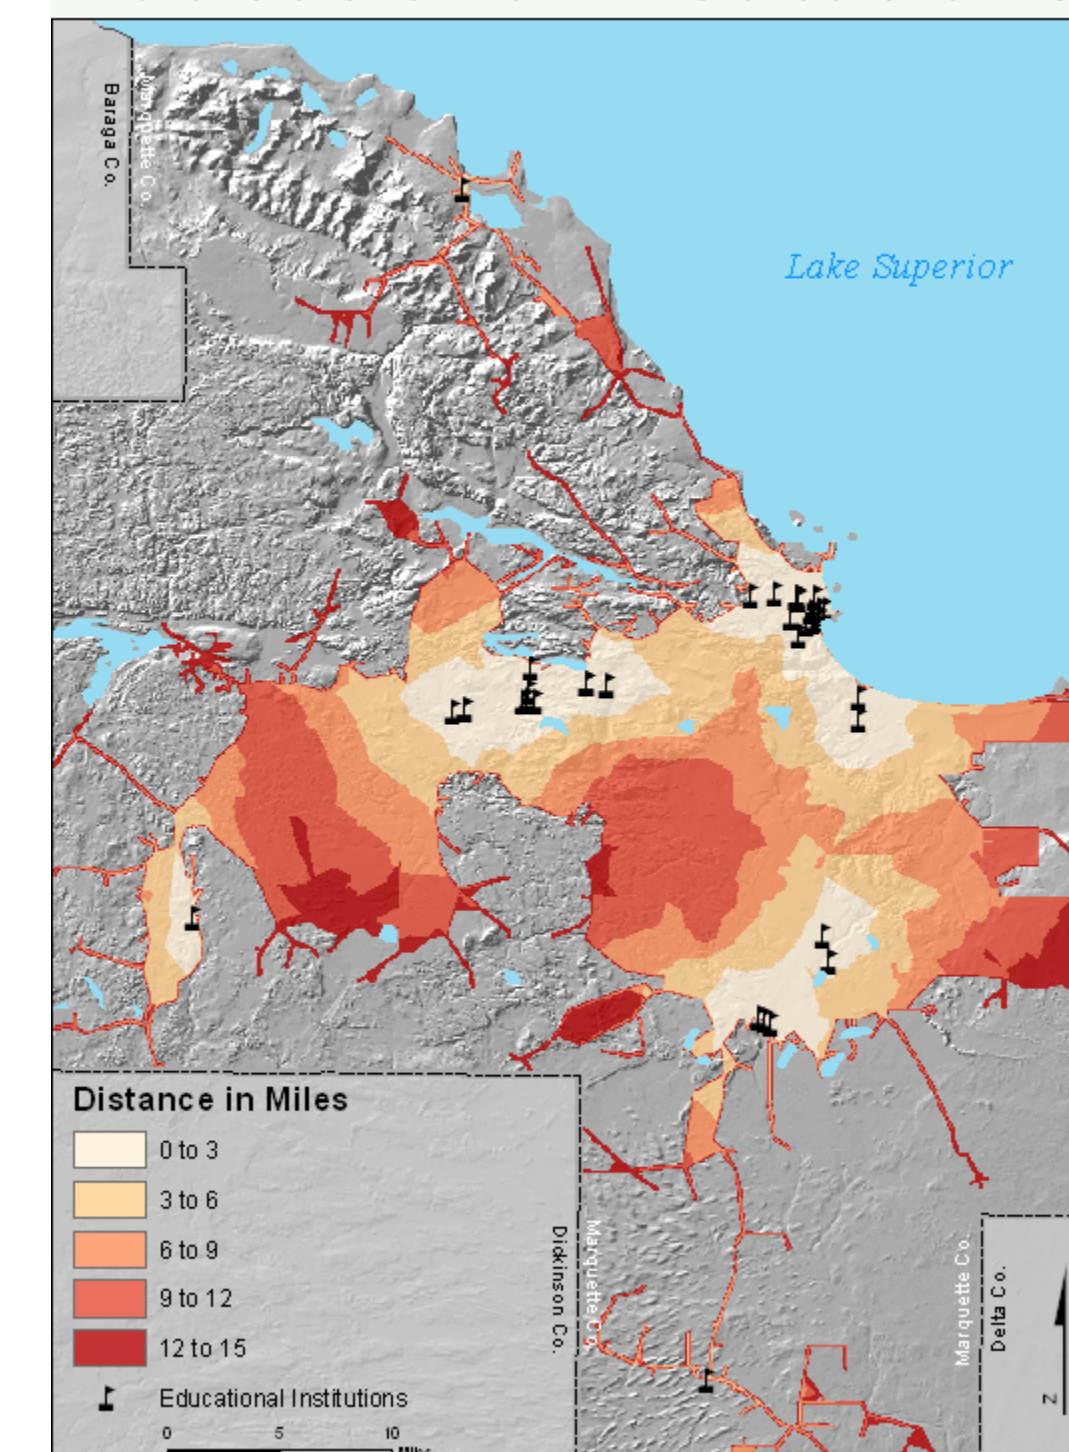 Baraga Co.
Marquette Co.
Lake Superior
Distance in Miles
0 to 3
3 to 6
6 to 9
9 to 12
12 to 15
Educational Institutions
0 5 10
Dickinson Co.
Marquette Co.
Marquette Co.
Delta Co.
N